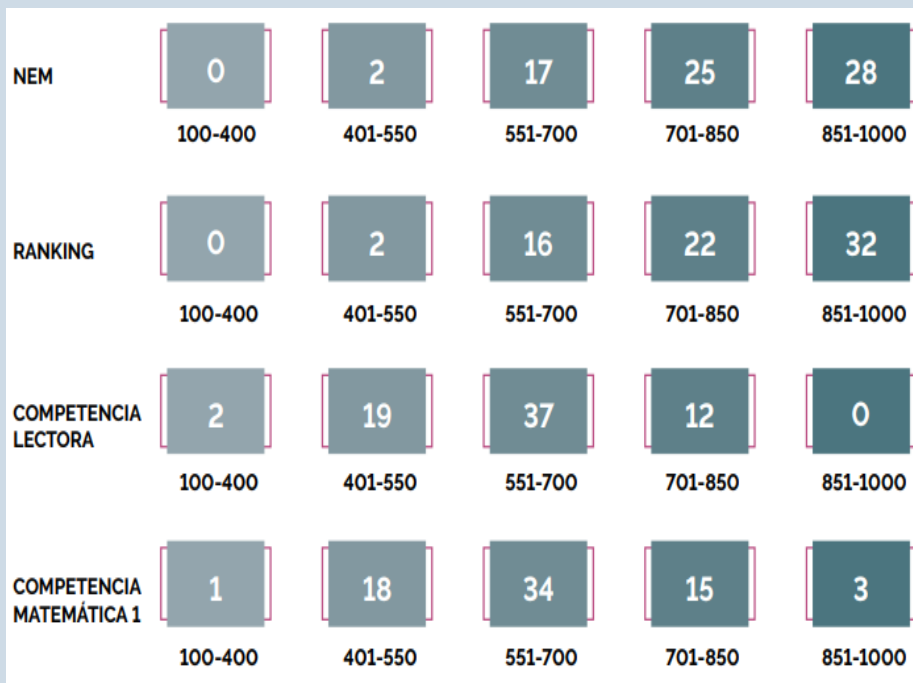 NEM
0 2 17 25 28
100-400 401-550 551-700 701-850 851-1000
RANKING
0 2 16 22 32
100-400 401-550 551-700 701-850 851-1000
COMPETENCIA
LECTORA
2 19 37 12 0
100-400 401-550 551-700 701-850 851-1000
COMPETENCIA
MATEMÁTICA 1
1 18 34 15 3
100-400 401-550 551-700 701-850 851-1000